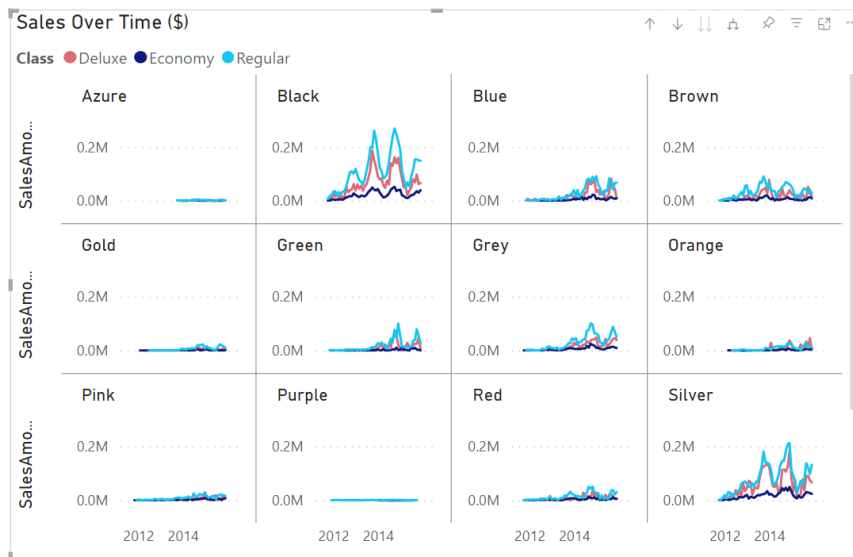 Sales Over Time ($)
Class Deluxe Economy Regular
Azure Black Blue Brown
SalesAmo...
0.2M 0.2M 0.2M 0.2M
0.0M 0.0M 0.0M 0.0M
Gold Green Grey Orange
SalesAmo...
0.2M 0.2M 0.2M 0.2M
0.0M 0.0M 0.0M 0.0M
Pink Purple Red Silver
SalesAmo...
0.2M 0.2M 0.2M 0.2M
0.0M 0.0M 0.0M 0.0M
2012 2014 2012 2014 2012 2014 2012 2014